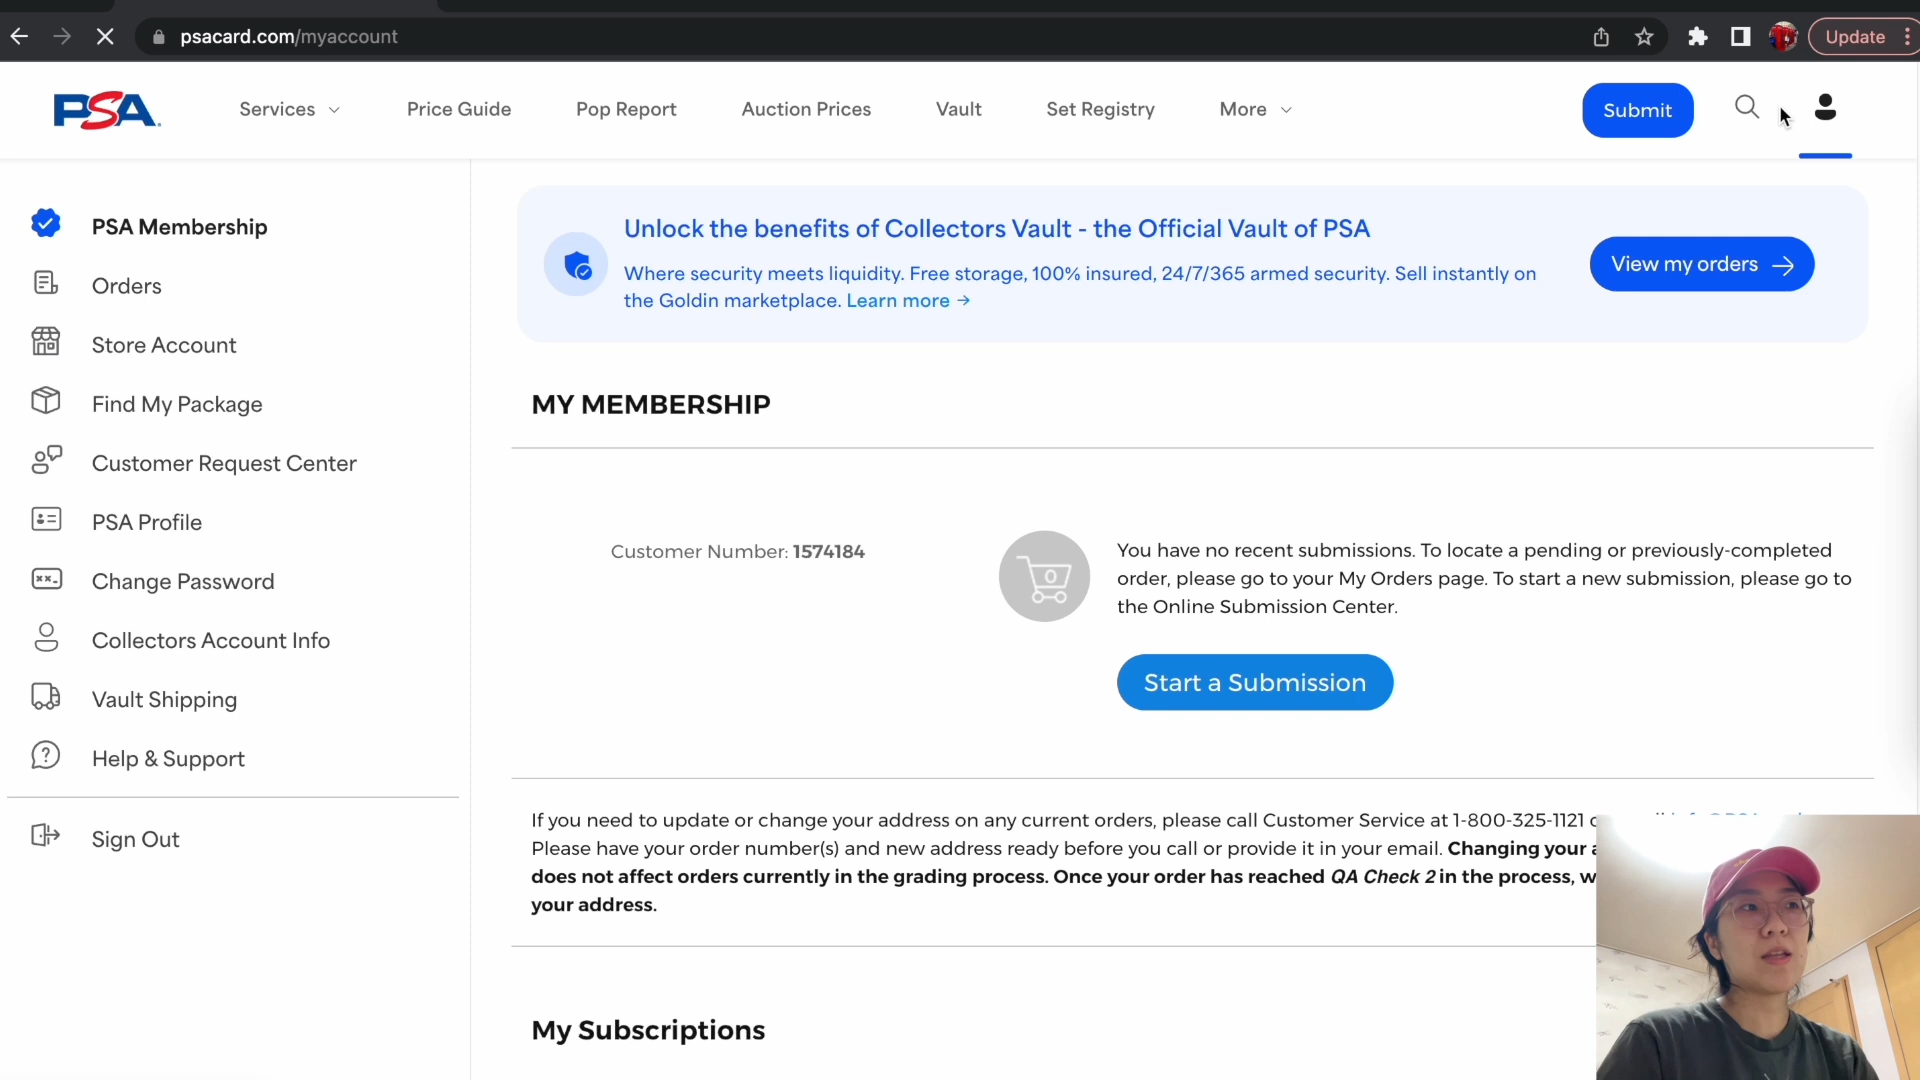 psacard.com/myaccount
Update
PSA
Services
Price Guide
Pop Report
Auction Prices
Vault
Set Registry
More
Submit
PSA Membership
Orders
Store Account
Find My Package
Customer Request Center
PSA Profile
Change Password
Collectors Account Info
Vault Shipping
Help & Support
Sign Out
Unlock the benefits of Collectors Vault - the Official Vault of PSA
Where security meets liquidity. Free storage, 100% insured, 24/7/365 armed security. Sell instantly on
the Goldin marketplace. Learn more →
View my orders
MY MEMBERSHIP
Customer Number: 1574184
0
You have no recent submissions. To locate a pending or previously-completed
order, please go to your My Orders page. To start a new submission, please go to
the Online Submission Center.
Start a Submission
If you need to update or change your address on any current orders, please call Customer Service at 1-800-325-1121
Please have your order number(s) and new address ready before you call or provide it in your email. Changing your
does not affect orders currently in the grading process. Once your order has reached QA Check 2 in the process,
your address.
My Subscriptions